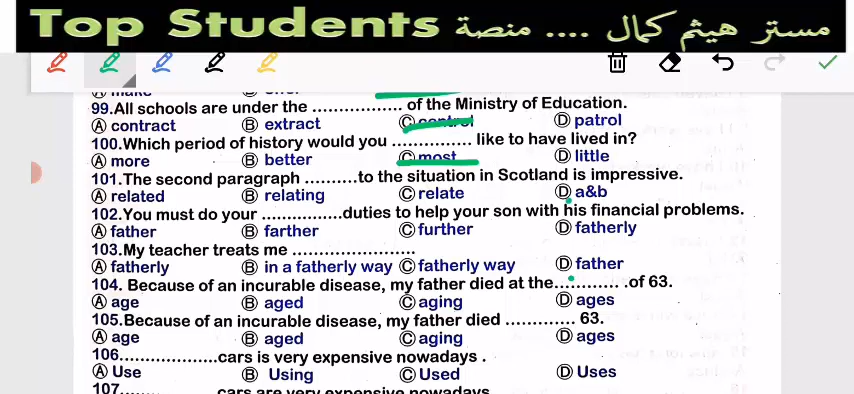 Top Students مستر هيثم كمال .... منصة
99.All schools are under the .................. of the Ministry of Education.
Ⓐ contract Ⓑ extract Ⓒ control Ⓓ patrol
100.Which period of history would you ................ like to have lived in?
Ⓐ more Ⓑ better Ⓒ most Ⓓ little
101.The second paragraph ...........to the situation in Scotland is impressive.
Ⓐ related Ⓑ relating Ⓒ relate Ⓓ a&b
102.You must do your .................duties to help your son with his financial problems.
Ⓐ father Ⓑ farther Ⓒ further Ⓓ fatherly
103.My teacher treats me .........................
Ⓐ fatherly Ⓑ in a fatherly way Ⓒ fatherly way Ⓓ father
104. Because of an incurable disease, my father died at the............. .of 63.
Ⓐ age Ⓑ aged Ⓒ aging Ⓓ ages
105.Because of an incurable disease, my father died ............. 63.
Ⓐ age Ⓑ aged Ⓒ aging Ⓓ ages
106....................cars is very expensive nowadays .
Ⓐ Use Ⓑ Using Ⓒ Used Ⓓ Uses
107..........cars are very expensive nowadays